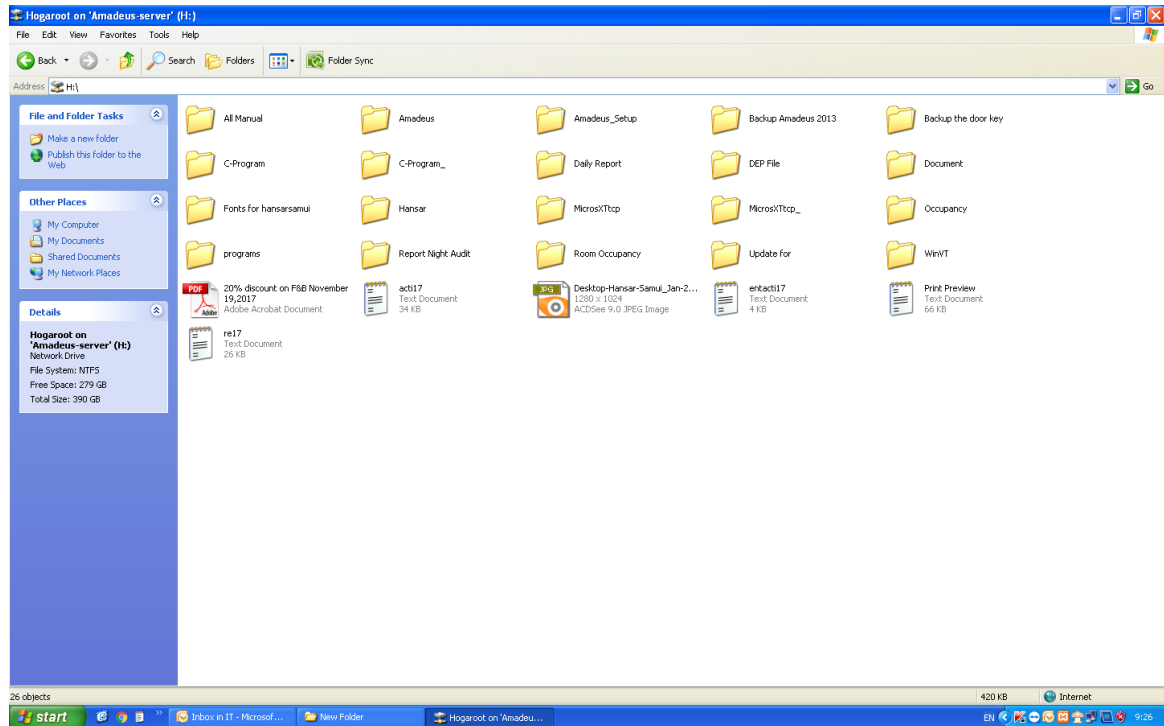 Hogaroot on 'Amadeus-server' (H:)
File Edit View Favorites Tools Help
Back Search Folders Folder Sync
Address H:\ Go
File and Folder Tasks
Make a new folder
Publish this folder to the
Web
Other Places
My Computer
My Documents
Shared Documents
My Network Places
Details
Hogaroot on
'Amadeus-server' (H:)
Network Drive
File System: NTFS
Free Space: 279 GB
Total Size: 390 GB
All Manual Amadeus Amadeus_Setup Backup Amadeus 2013 Backup the door key
C-Program C-Program_ Daily Report DEP File Document
Fonts for hansarsamui Hansar MicrosXTtcp MicrosXTtcp_ Occupancy
programs Report Night Audit Room Occupancy Update for WinVT
PDF
Adobe
20% discount on F&B November
19,2017
Adobe Acrobat Document
acti17
Text Document
34 KB
JPG
Desktop-Hansar-Samui_Jan-2...
1280 x 1024
ACDSee 9.0 JPEG Image
entacti17
Text Document
4 KB
Print Preview
Text Document
66 KB
re17
Text Document
26 KB
26 objects 420 KB Internet
start Inbox in IT - Microsof... New Folder Hogaroot on 'Amadeu... EN 9:26